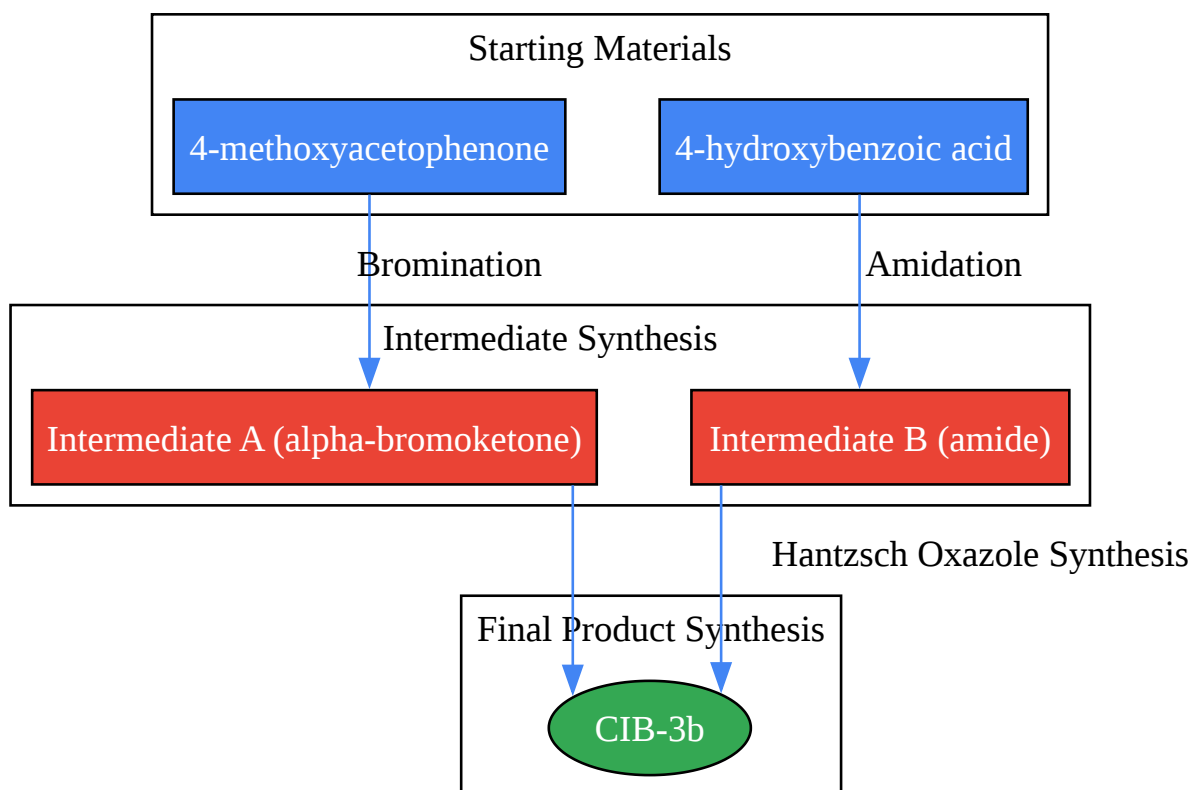 Starting Materials
4-methoxyacetophenone
4-hydroxybenzoic acid
Bromination
Amidation
Intermediate Synthesis
Intermediate A (alpha-bromoketone)
Intermediate B (amide)
Hantzsch Oxazole Synthesis
Final Product Synthesis
CIB-3b